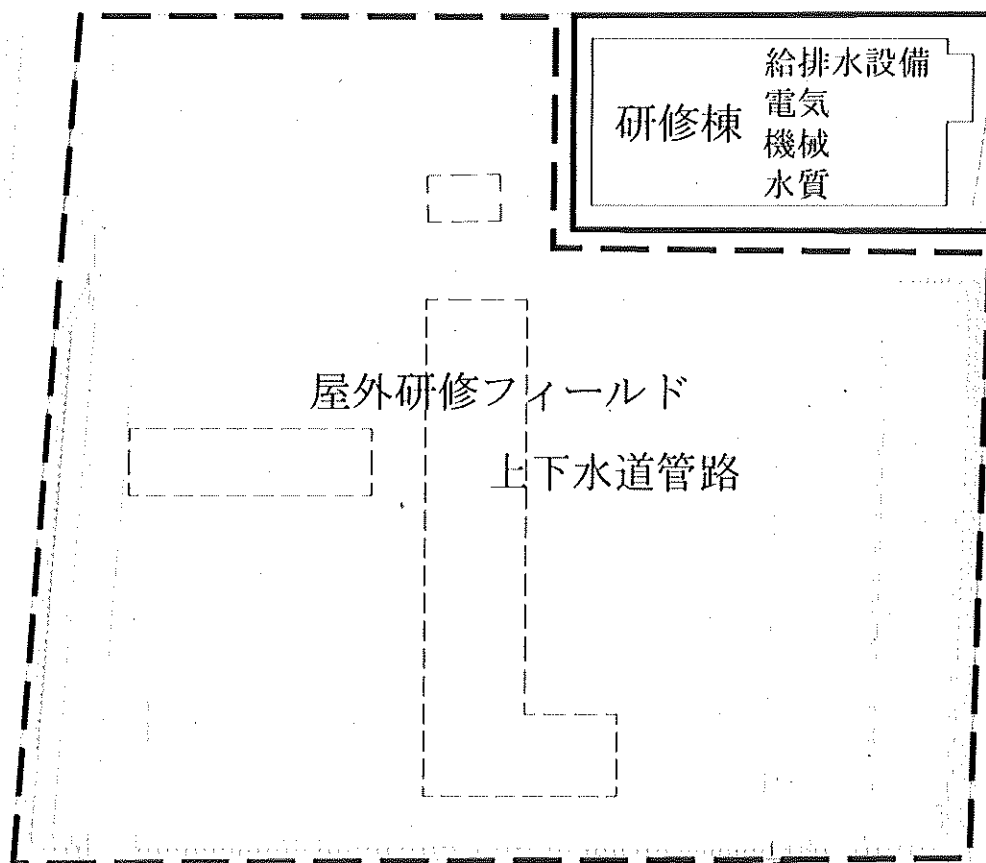 研修棟
給排水設備
電気
機械
水質
屋外研修フィールド
上下水道管路